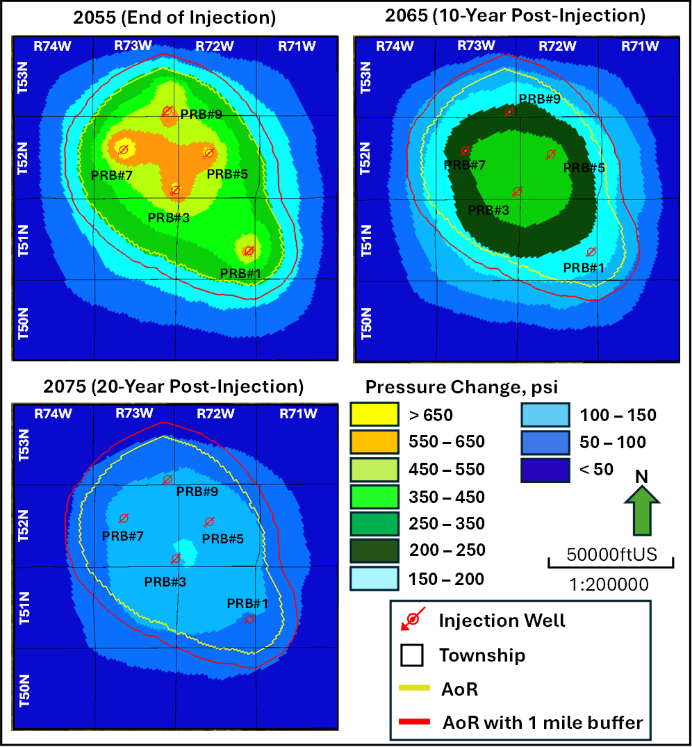 2055 (End of Injection)
R74W R73W R72W R71W
T53N
T52N
T51N
T50N
PRB#9
PRB#7
PRB#5
PRB#3
PRB#1
2065 (10-Year Post-Injection)
R74W R73W R72W R71W
T53N
T52N
T51N
T50N
PRB#9
PRB#7
PRB#5
PRB#3
PRB#1
2075 (20-Year Post-Injection)
R74W R73W R72W R71W
T53N
T52N
T51N
T50N
PRB#9
PRB#7
PRB#5
PRB#3
PRB#1
Pressure Change, psi
> 650
550 – 650
450 – 550
350 – 450
250 – 350
200 – 250
150 – 200
100 – 150
50 – 100
< 50
N
50000ftUS
1:200000
Injection Well
Township
AoR
AoR with 1 mile buffer